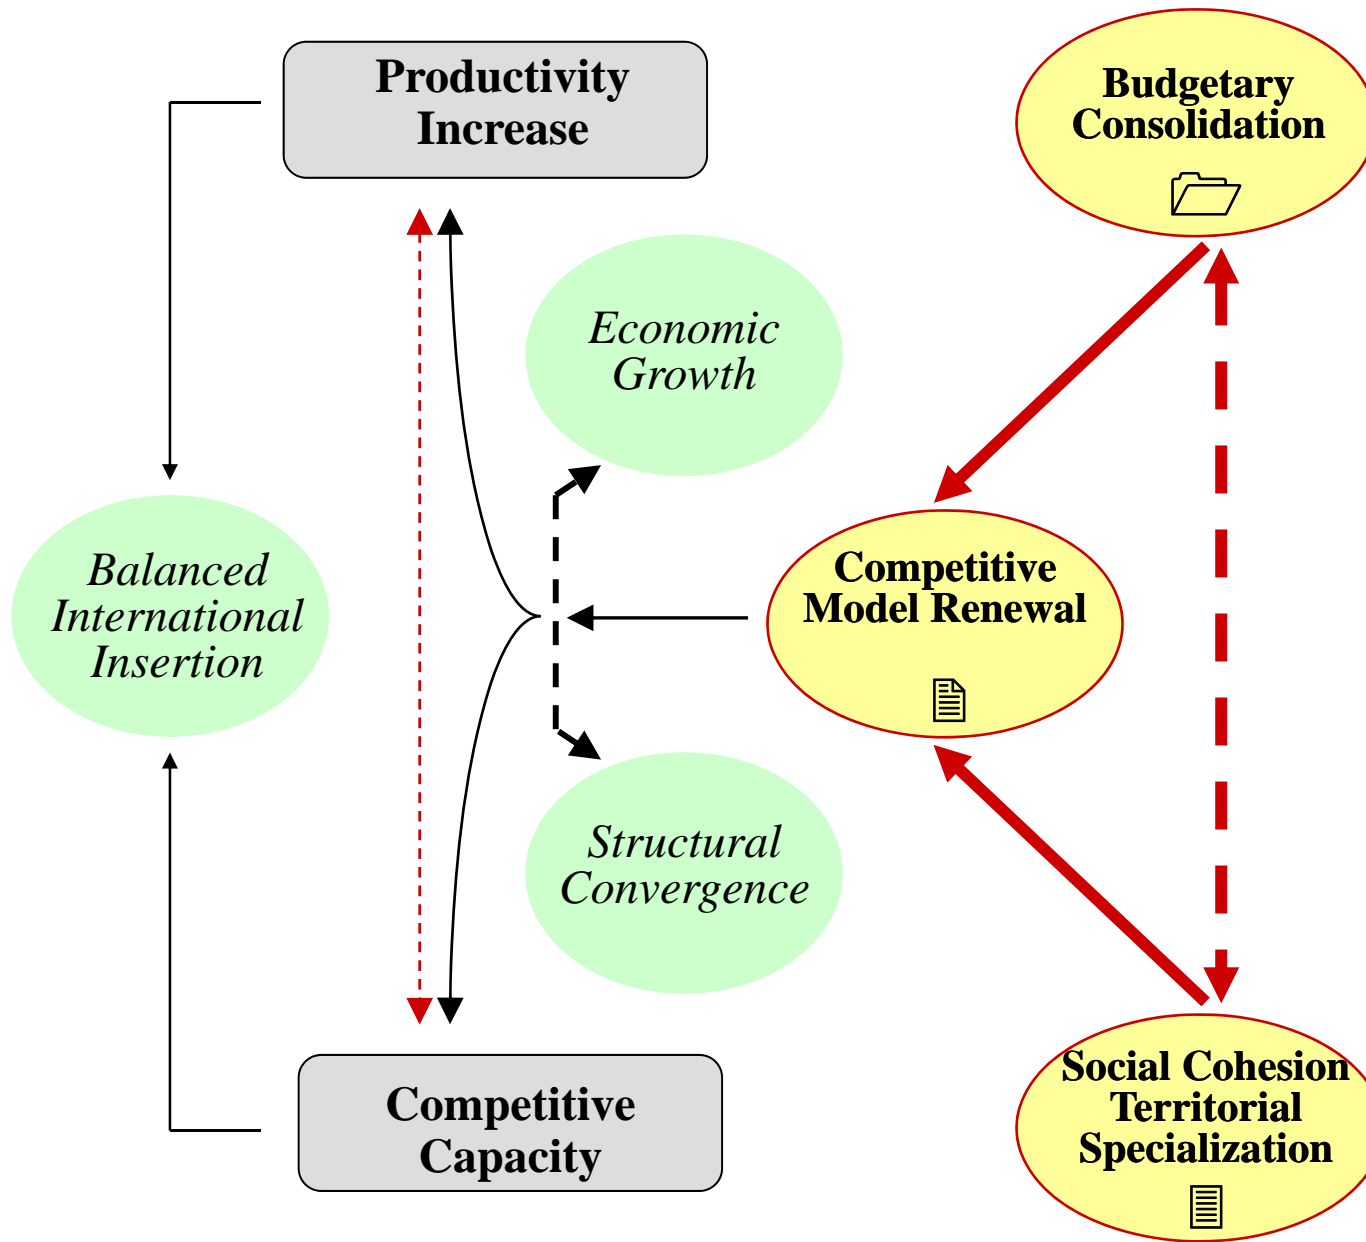 Productivity
Increase
Budgetary
Consolidation
Economic
Growth
Balanced
International
Insertion
Competitive
Model Renewal
Structural
Convergence
Competitive
Capacity
Social Cohesion
Territorial
Specialization